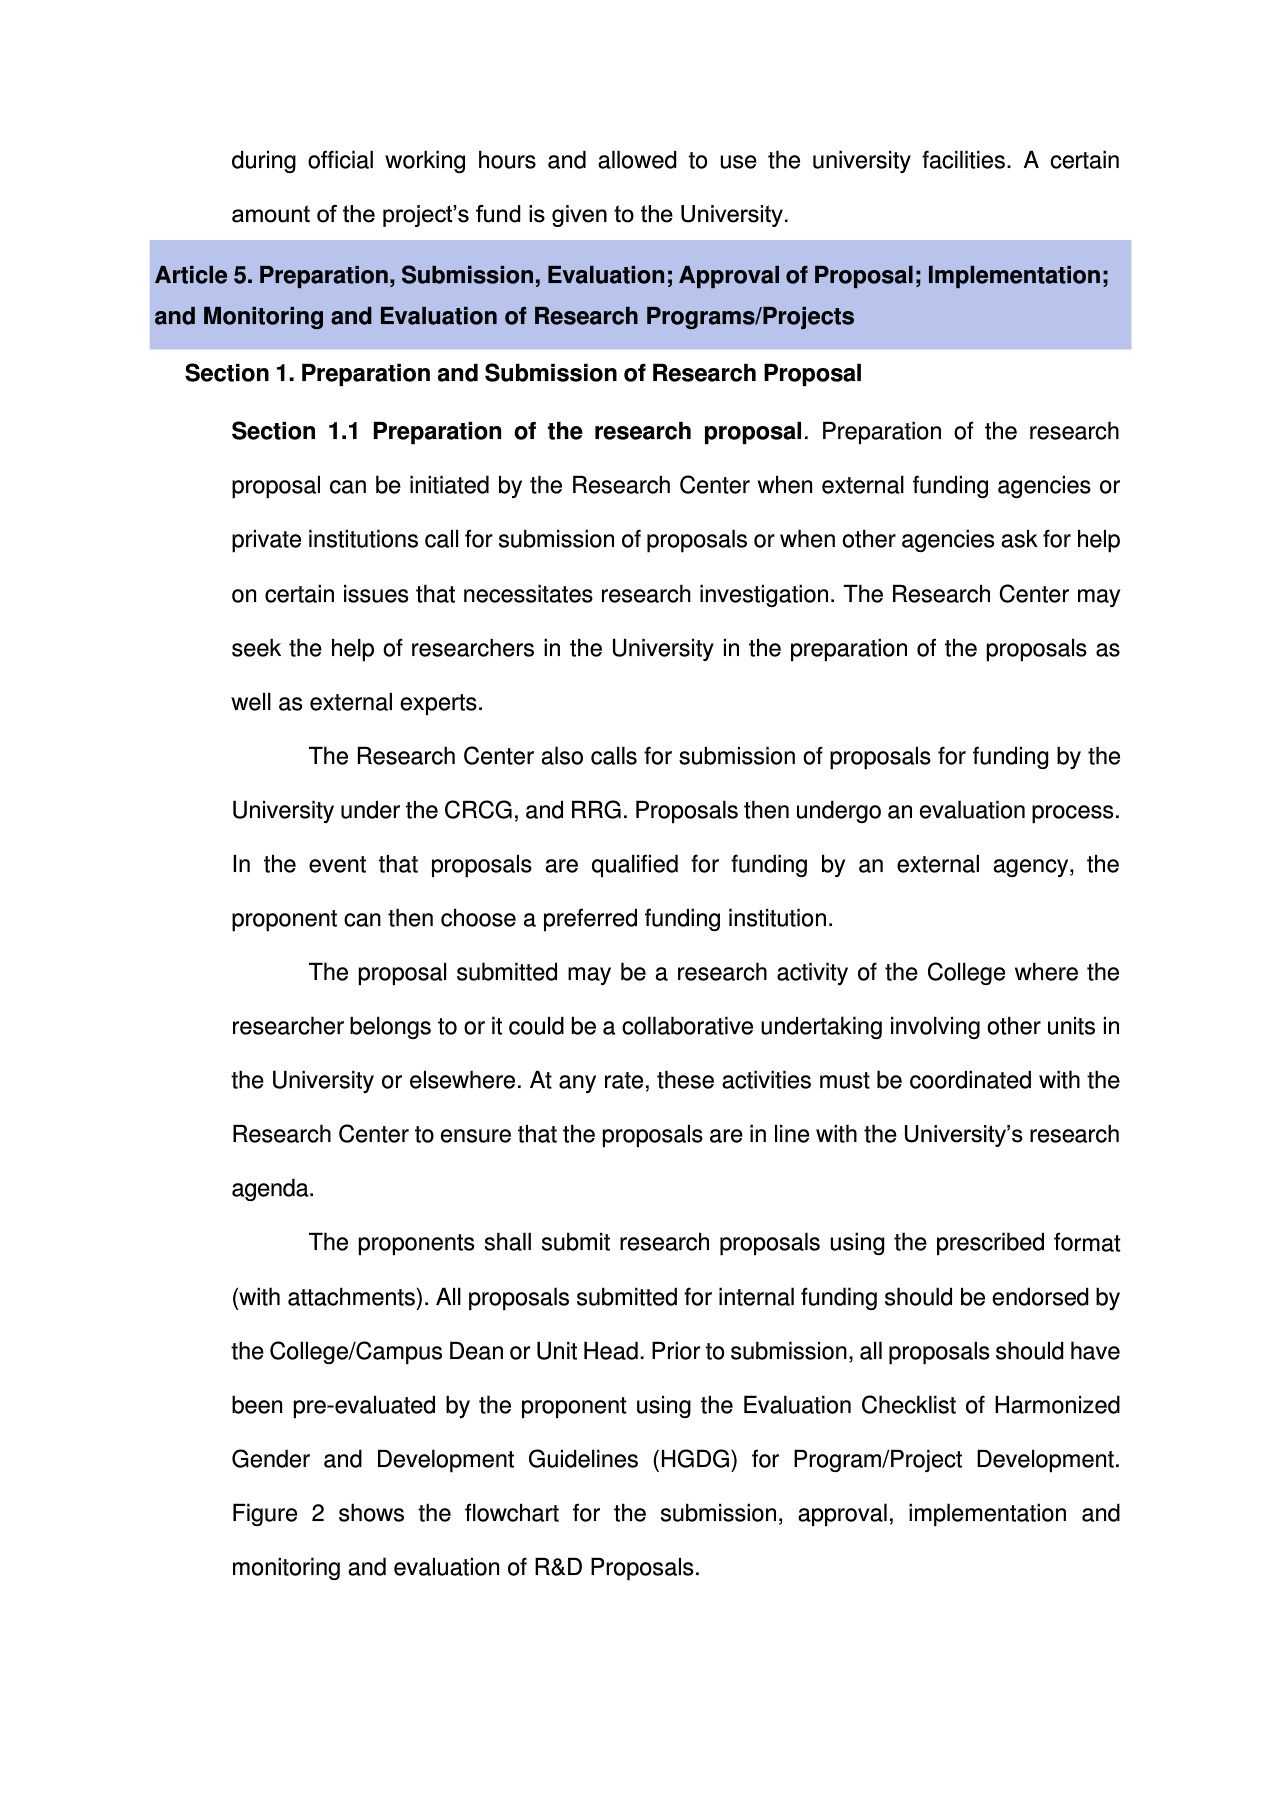 during official working hours and allowed to use the university facilities. A certain
amount of the project’s fund is given to the University.
Article 5. Preparation, Submission, Evaluation; Approval of Proposal; Implementation;
and Monitoring and Evaluation of Research Programs/Projects
Section 1. Preparation and Submission of Research Proposal
Section 1.1 Preparation of the research proposal. Preparation of the research
proposal can be initiated by the Research Center when external funding agencies or
private institutions call for submission of proposals or when other agencies ask for help
on certain issues that necessitates research investigation. The Research Center may
seek the help of researchers in the University in the preparation of the proposals as
well as external experts.
The Research Center also calls for submission of proposals for funding by the
University under the CRCG, and RRG. Proposals then undergo an evaluation process.
In the event that proposals are qualified for funding by an external agency, the
proponent can then choose a preferred funding institution.
The proposal submitted may be a research activity of the College where the
researcher belongs to or it could be a collaborative undertaking involving other units in
the University or elsewhere. At any rate, these activities must be coordinated with the
Research Center to ensure that the proposals are in line with the University’s research
agenda.
The proponents shall submit research proposals using the prescribed format
(with attachments). All proposals submitted for internal funding should be endorsed by
the College/Campus Dean or Unit Head. Prior to submission, all proposals should have
been pre-evaluated by the proponent using the Evaluation Checklist of Harmonized
Gender and Development Guidelines (HGDG) for Program/Project Development.
Figure 2 shows the flowchart for the submission, approval, implementation and
monitoring and evaluation of R&D Proposals.